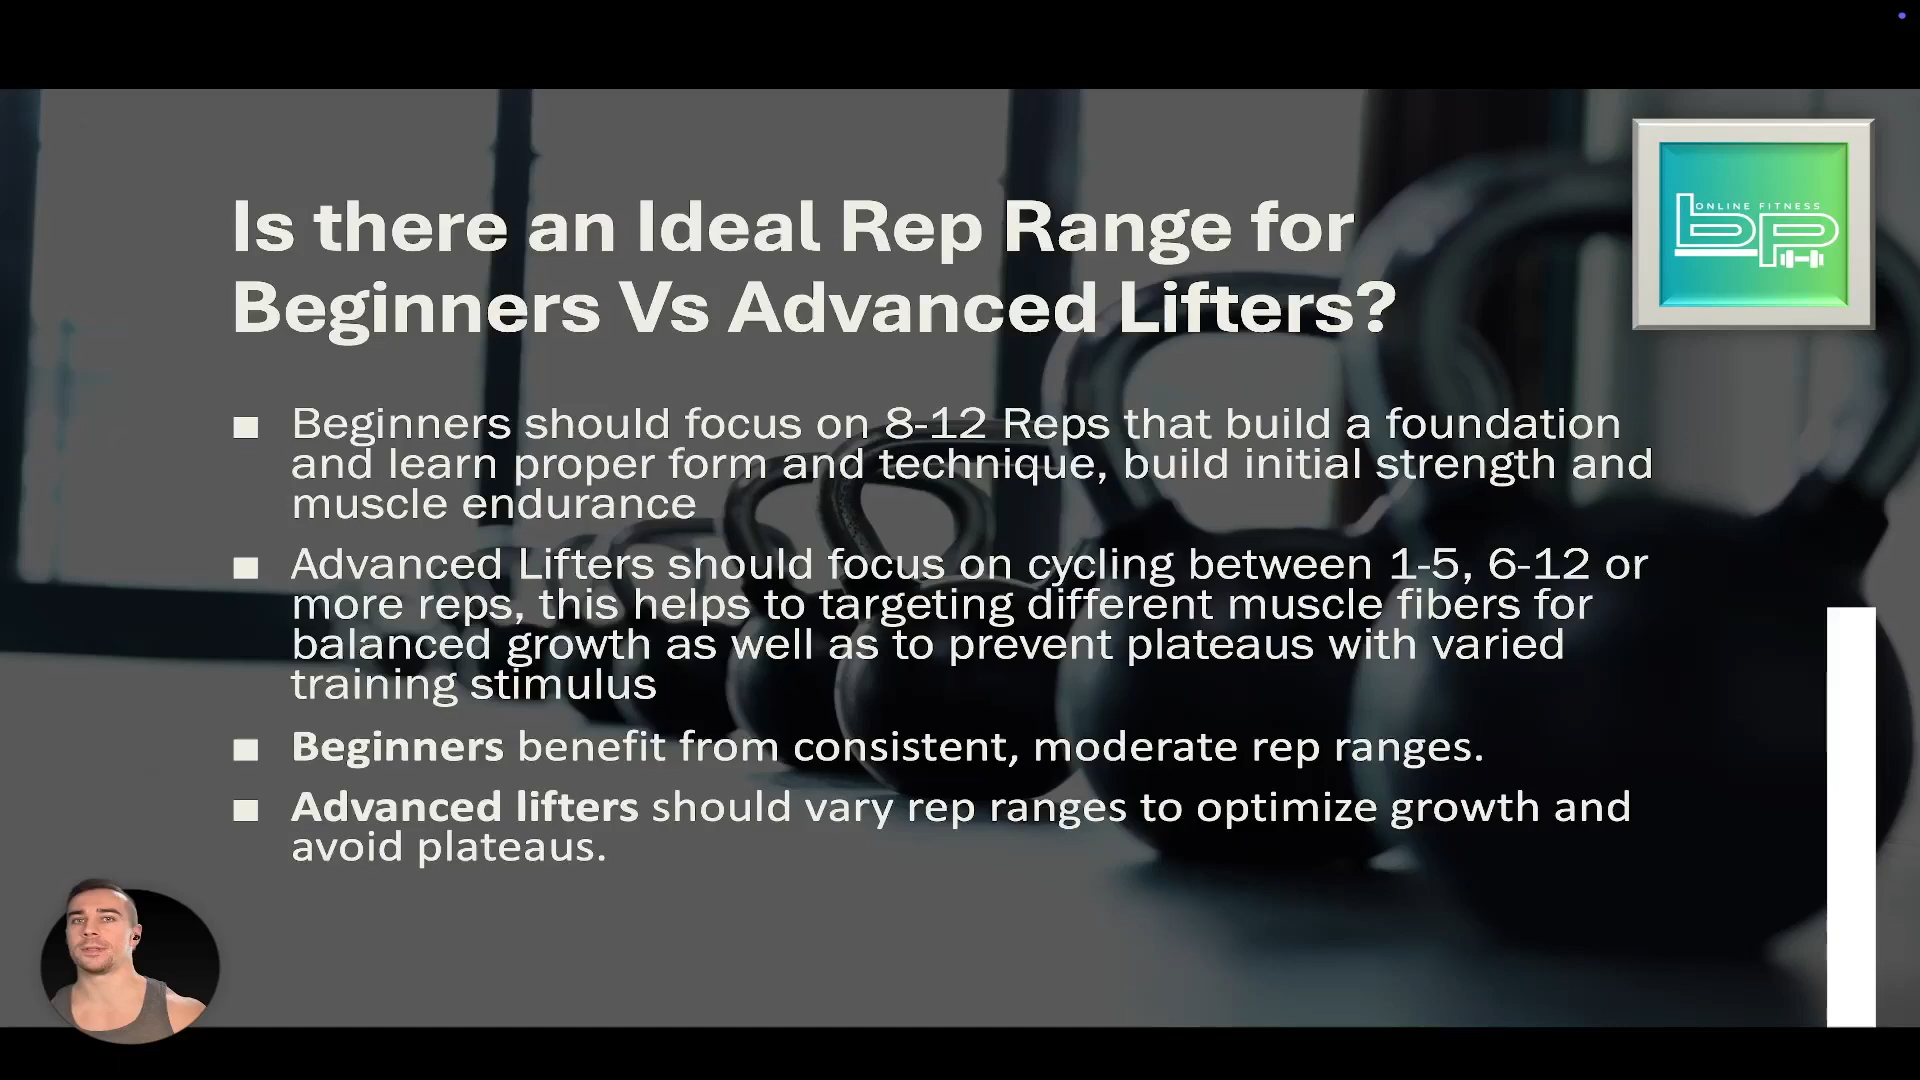 ONLINE FITNESS
bp
Is there an Ideal Rep Range for
Beginners Vs Advanced Lifters?
■ Beginners should focus on 8-12 Reps that build a foundation
and learn proper form and technique, build initial strength and
muscle endurance
■ Advanced Lifters should focus on cycling between 1-5, 6-12 or
more reps, this helps to targeting different muscle fibers for
balanced growth as well as to prevent plateaus with varied
training stimulus
■ Beginners benefit from consistent, moderate rep ranges.
■ Advanced lifters should vary rep ranges to optimize growth and
avoid plateaus.